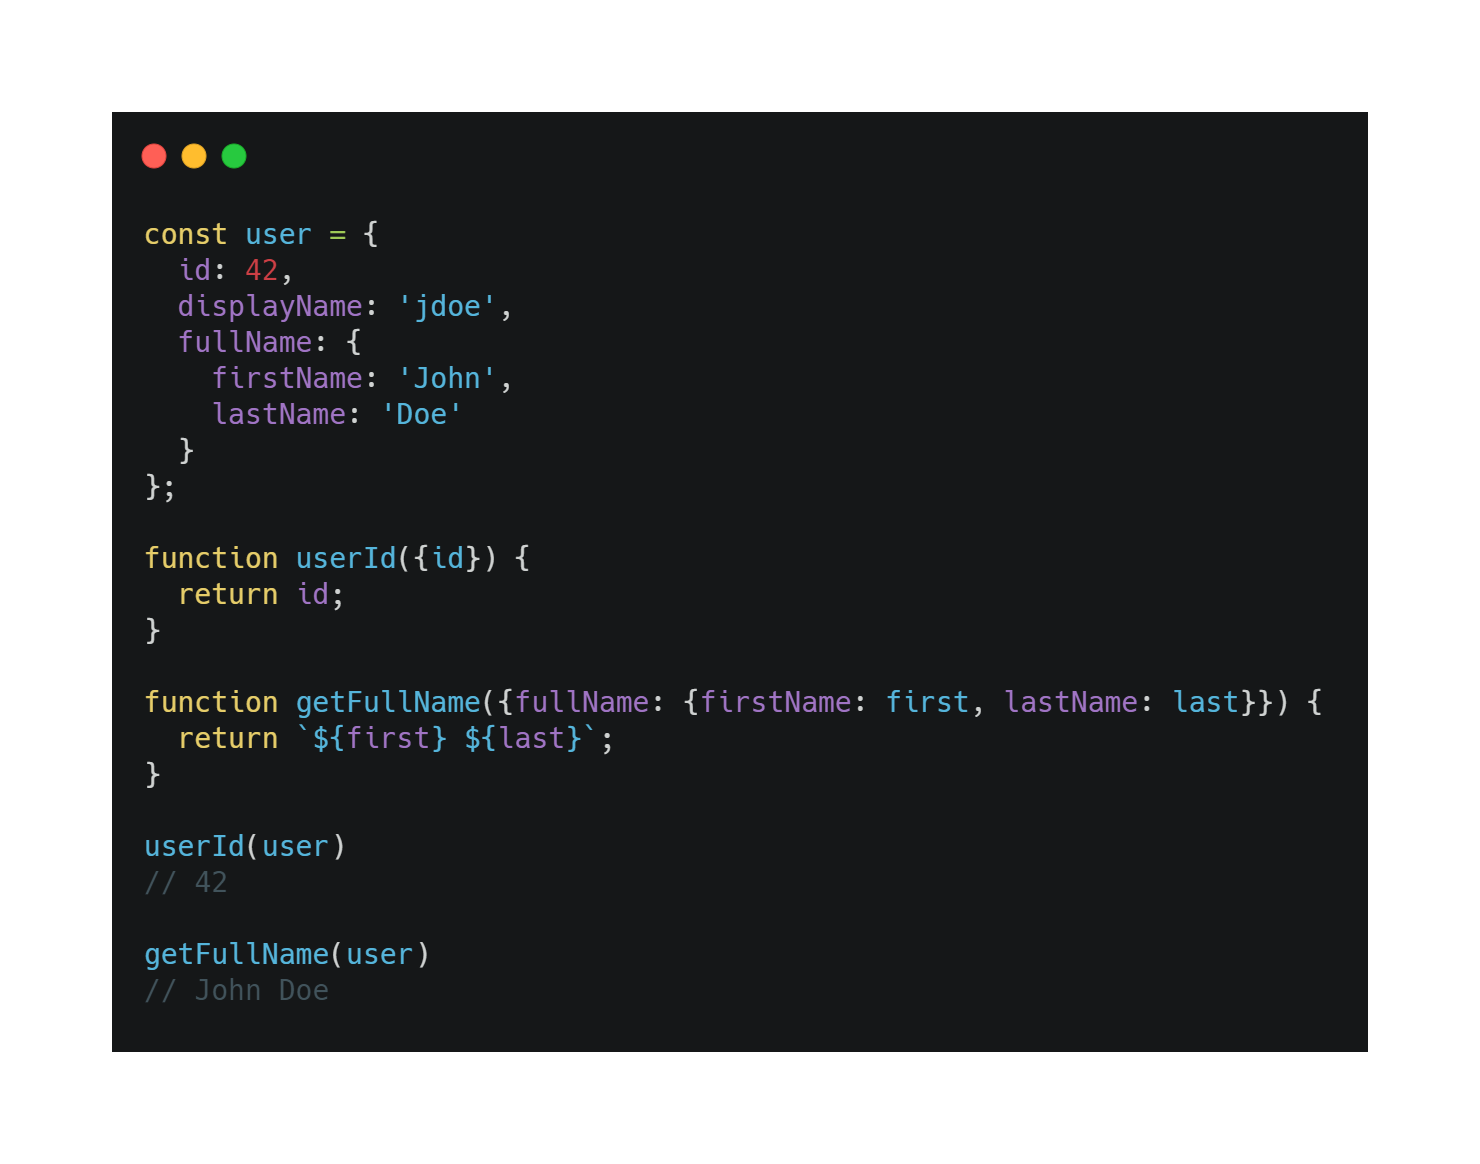 const user = {
  id: 42,
  displayName: 'jdoe',
  fullName: {
    firstName: 'John',
    lastName: 'Doe'
  }
};

function userId({id}) {
  return id;
}

function getFullName({fullName: {firstName: first, lastName: last}}) {
  return `${first} ${last}`;
}

userId(user)
// 42

getFullName(user)
// John Doe